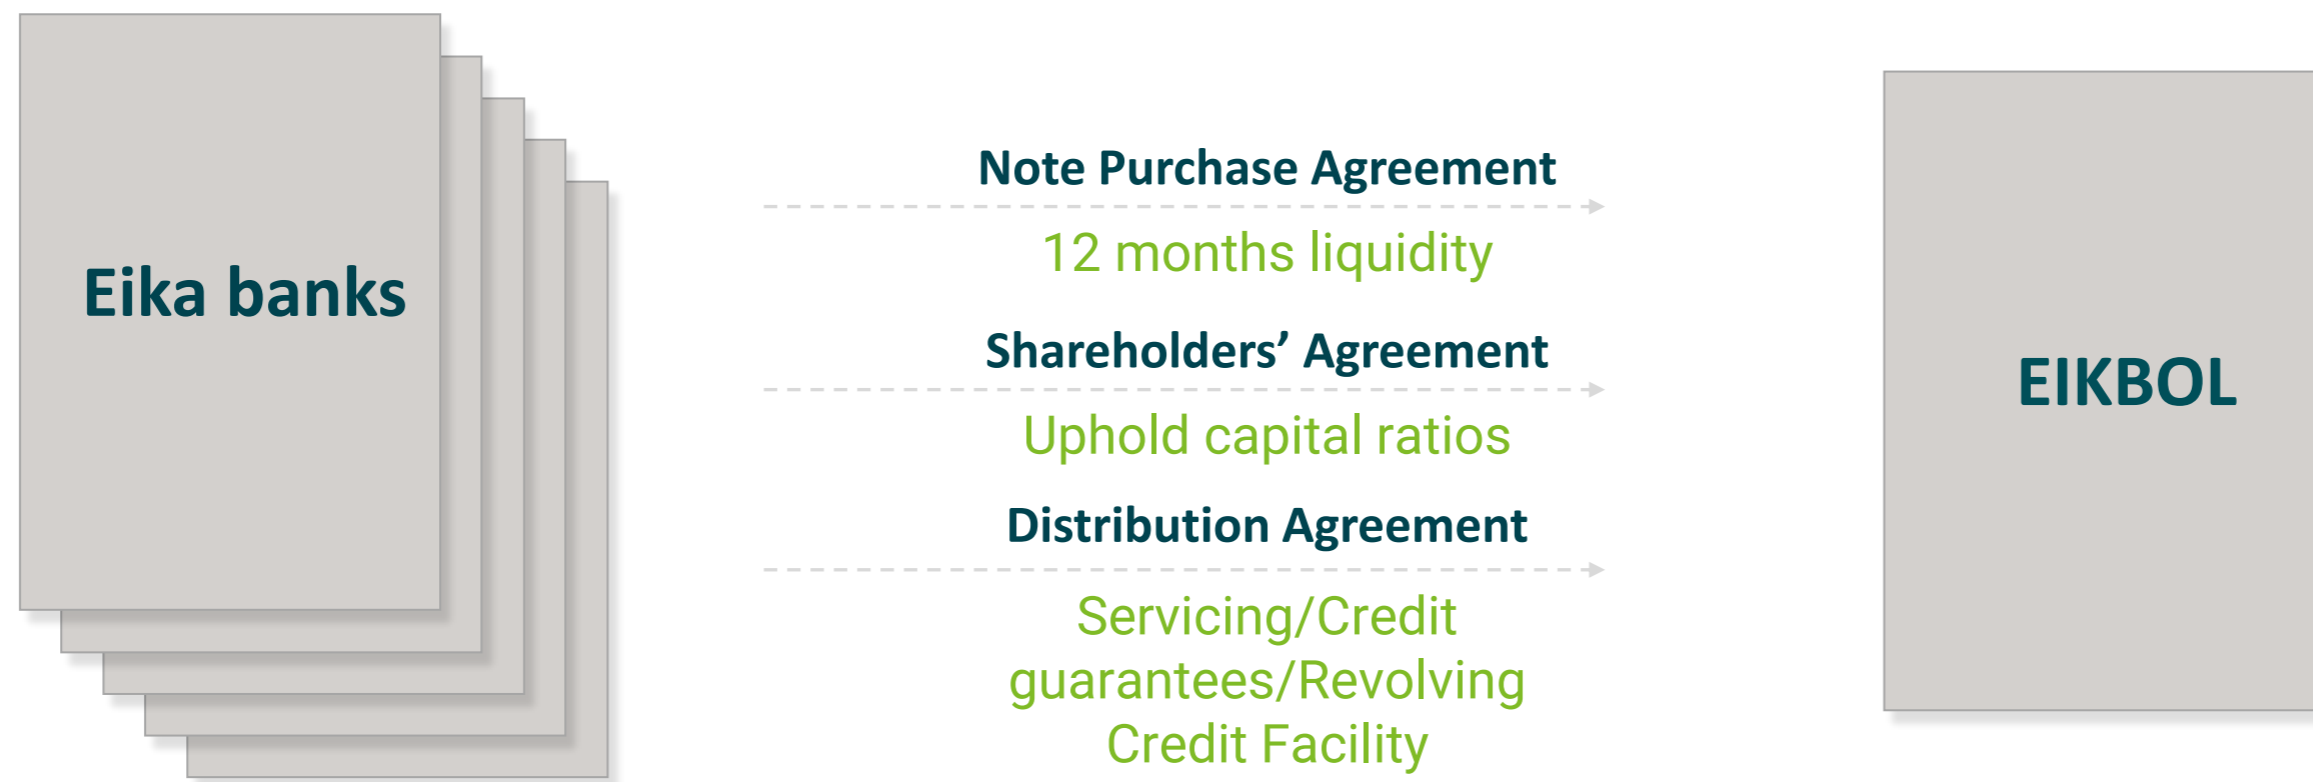 Eika banks
Note Purchase Agreement
12 months liquidity
Shareholders’ Agreement
Uphold capital ratios
Distribution Agreement
Servicing/Credit
guarantees/Revolving
Credit Facility
EIKBOL